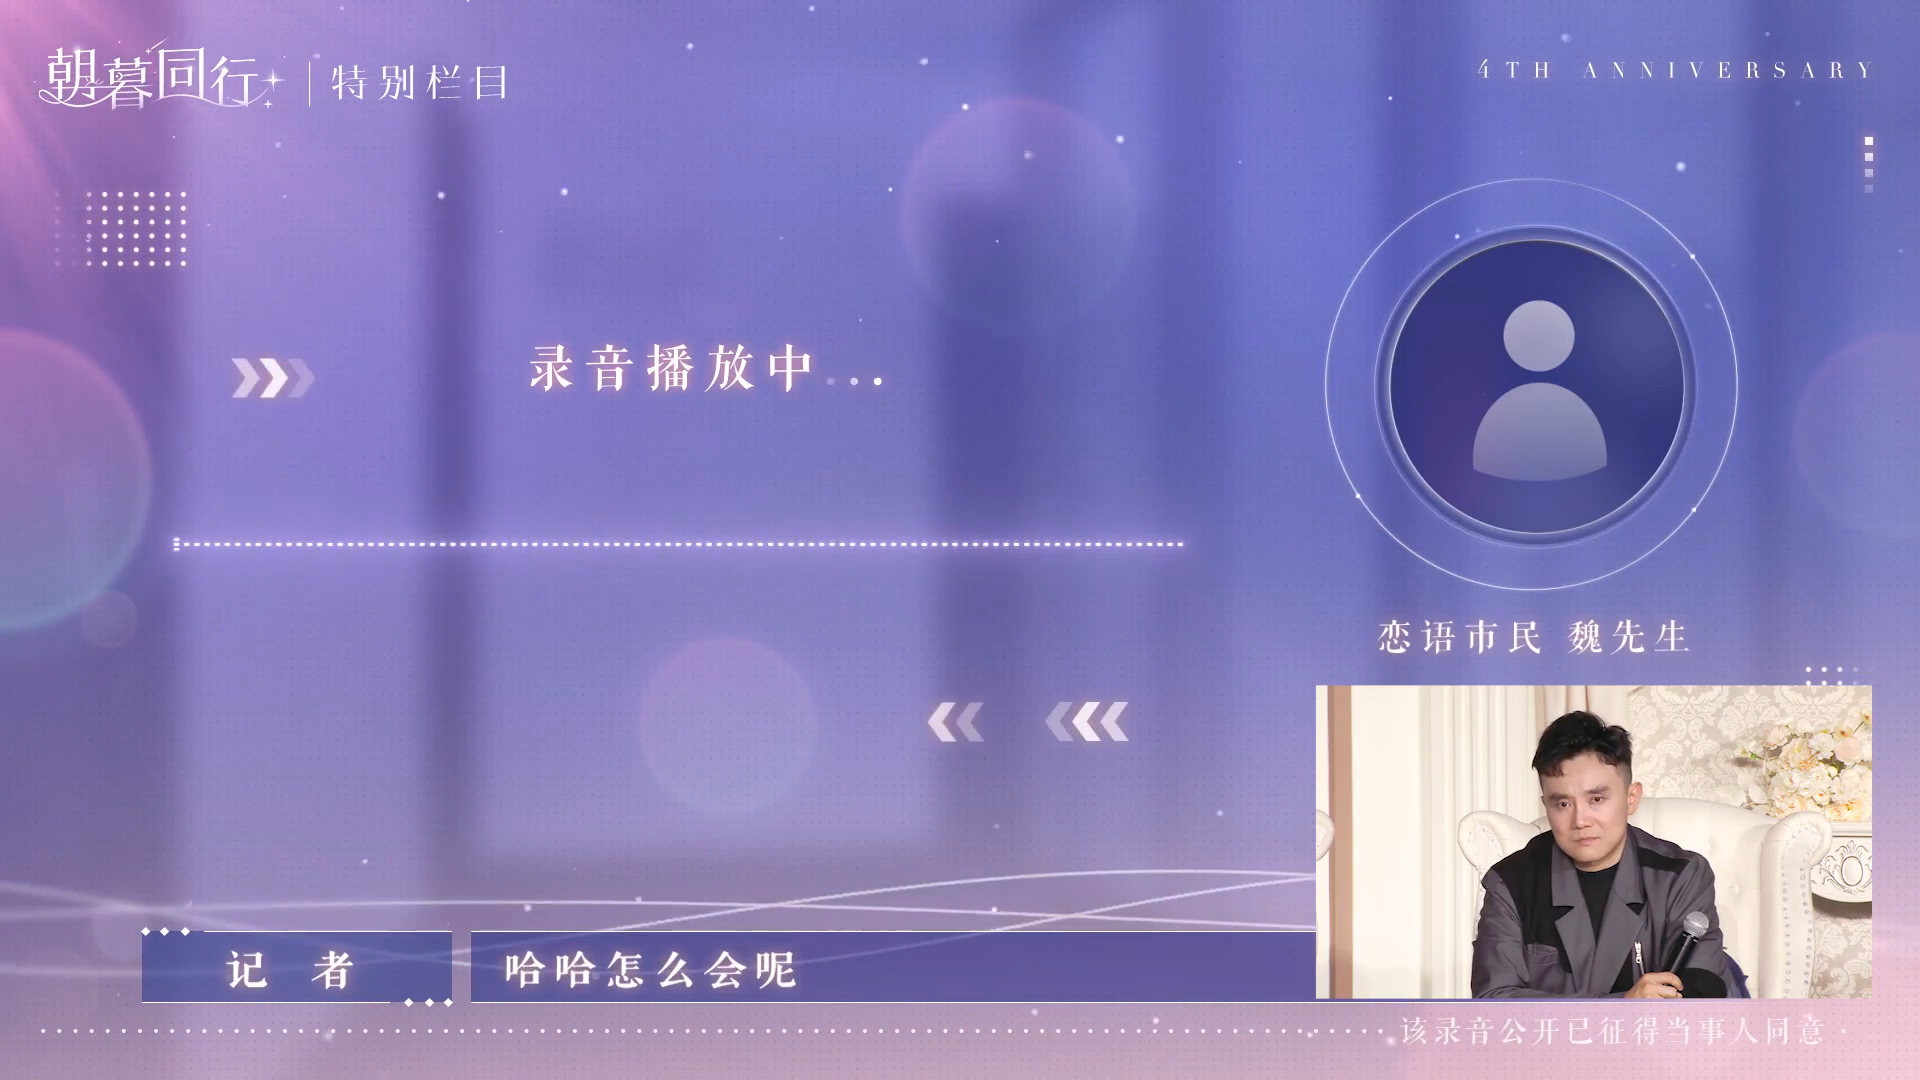 朝暮同行
特别栏目
4TH ANNIVERSARY
录音播放中...
恋语市民 魏先生
记者
哈哈怎么会呢
该录音公开已征得当事人同意